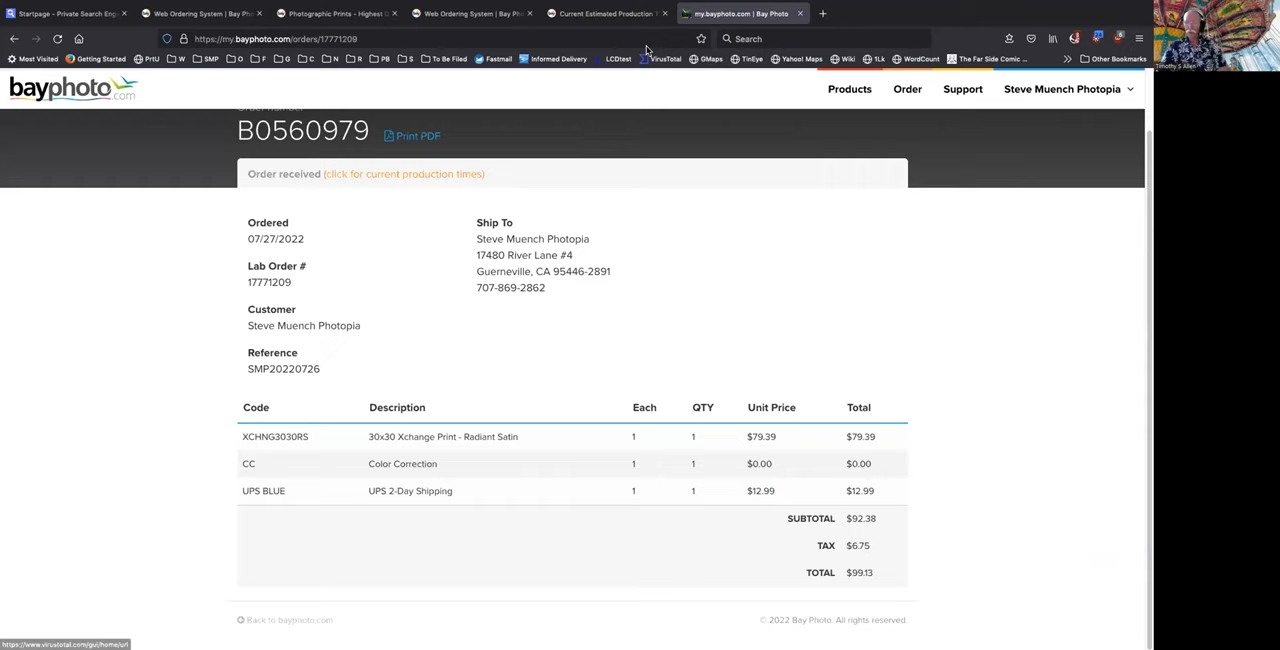 Startpage - Private Search Eng
Web Ordering System | Bay Ph
Photographic Prints - Highest Q
Web Ordering System | Bay Pho
Current Estimated Production T
my.bayphoto.com | Bay Photo
https://my.bayphoto.com/orders/17771209
Search
Most Visited Getting Started PrtU W SMP O F G C N R PB S To Be Filed Fastmail Informed Delivery LCDtest VirusTotal GMaps TinEye Yahoo! Maps Wiki 1Lk WordCount The Far Side Comic ... Other Bookmarks
Timothy S Allen
bayphoto.com
Products Order Support Steve Muench Photopia
Order number
B0560979 Print PDF
Order received (click for current production times)
Ordered
07/27/2022
Lab Order #
17771209
Customer
Steve Muench Photopia
Reference
SMP20220726
Ship To
Steve Muench Photopia
17480 River Lane #4
Guerneville, CA 95446-2891
707-869-2862
Code Description Each QTY Unit Price Total
XCHNG3030RS 30x30 Xchange Print - Radiant Satin 1 1 $79.39 $79.39
CC Color Correction 1 1 $0.00 $0.00
UPS BLUE UPS 2-Day Shipping 1 1 $12.99 $12.99
SUBTOTAL $92.38
TAX $6.75
TOTAL $99.13
Back to bayphoto.com
© 2022 Bay Photo. All rights reserved.
https://www.virustotal.com/gui/home/url